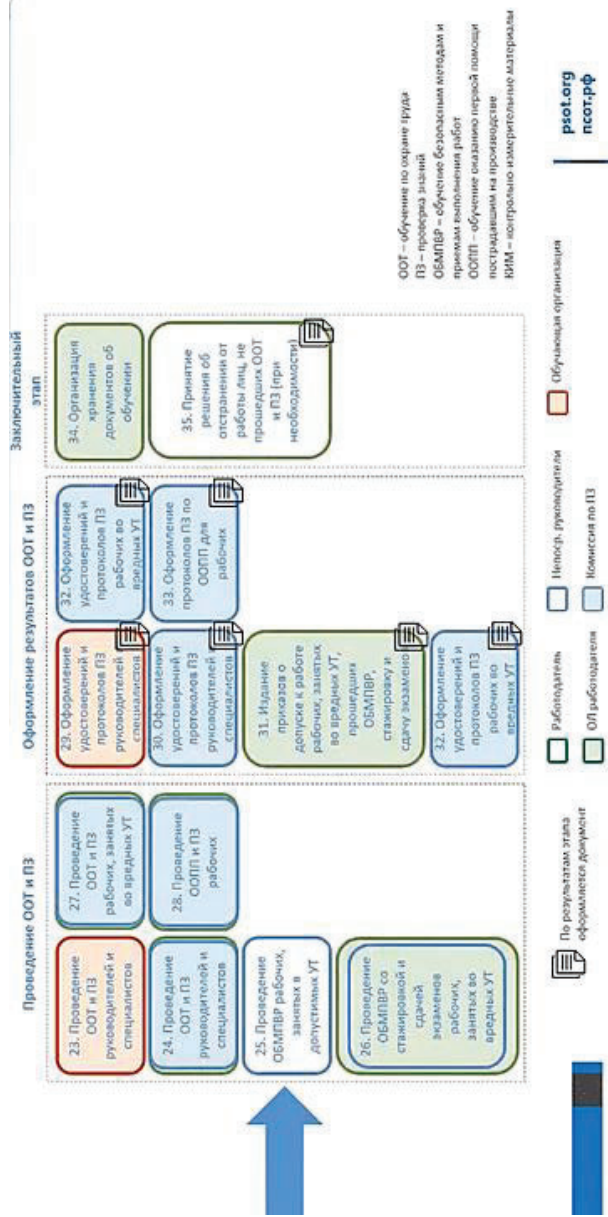 Проведение ООТ и ПЗ
23. Проведение
ООТ и ПЗ
руководителей и
специалистов
24. Проведение
ООТ и ПЗ
руководителей и
специалистов
25. Проведение
ОБМПВР рабочих,
занятых в
допустимых УТ
26. Проведение
ОБМПВР со
стажировкой и
сдачей
экзаменов
рабочих,
занятых во
вредных УТ
27. Проведение
ООТ и ПЗ
рабочих, занятых
во вредных УТ
28. Проведение
ООПП и ПЗ
рабочих
Оформление результатов ООТ и ПЗ
29. Оформление
удостоверений и
протоколов ПЗ
руководителей
специалистов
30. Оформление
удостоверений и
протоколов ПЗ
руководителей
специалистов
31. Издание
приказов о
допуске к работе
рабочих, занятых
во вредных УТ,
прошедших
ОБМПВР,
стажировку и
сдачу экзамено
32. Оформление
удостоверений и
протоколов ПЗ
рабочих во
вредных УТ
32. Оформление
удостоверений и
протоколов ПЗ
рабочих во
вредных УТ
33. Оформление
протоколов ПЗ по
ООПП для
рабочих
Заключительный
этап
34. Организация
хранения
документов об
обучении
35. Принятие
решения об
отстранении от
работы лиц, не
прошедших ООТ
и ПЗ (при
необходимости)
ООТ – обучение по охране труда
ПЗ – проверка знаний
ОБМПВР – обучение безопасным методам и
приемам выполнения работ
ООПП – обучение оказанию первой помощи
пострадавшим на производстве
КИМ – контрольно-измерительные материалы
По результатам этапа
оформляется документ
Работодатель
ОЛ работодателя
Непоср. руководители
Комиссия по ПЗ
Обучающая организация
psot.org
псот.рф